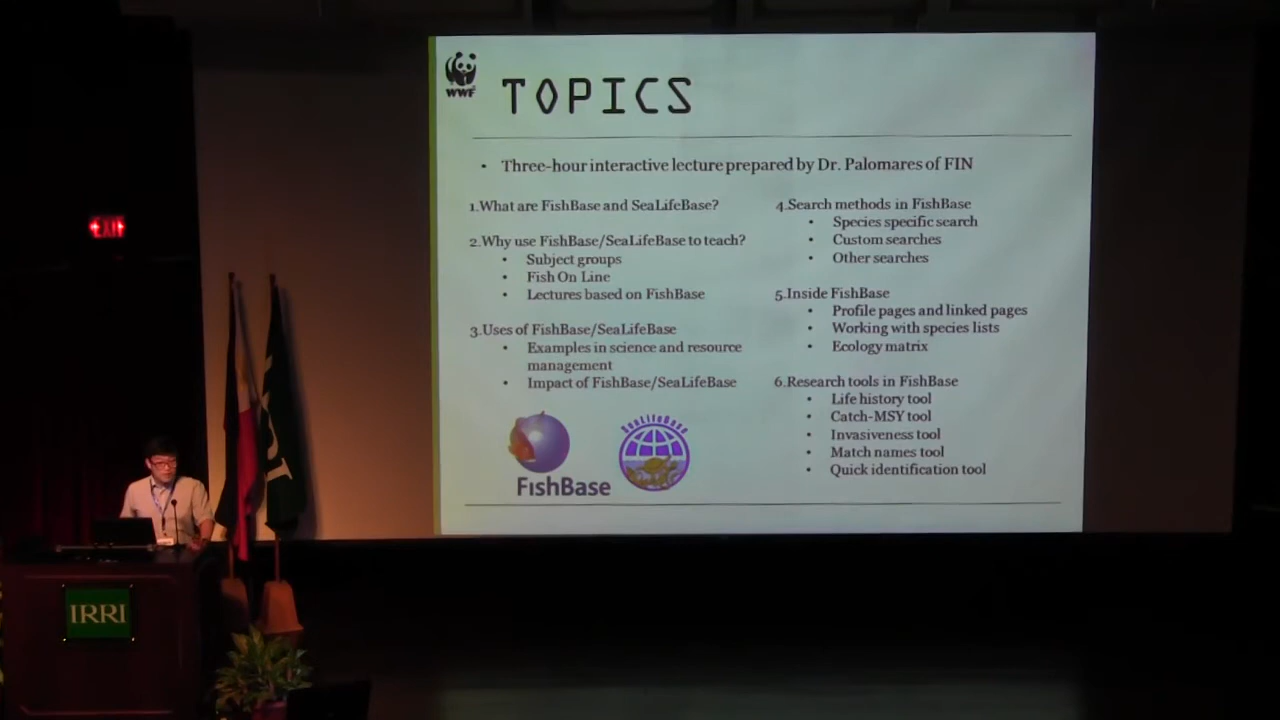 WWF
TOPICS
• Three-hour interactive lecture prepared by Dr. Palomares of FIN
1.What are FishBase and SeaLifeBase?
2.Why use FishBase/SeaLifeBase to teach?
• Subject groups
• Fish On Line
• Lectures based on FishBase
3.Uses of FishBase/SeaLifeBase
• Examples in science and resource
management
• Impact of FishBase/SeaLifeBase
4.Search methods in FishBase
• Species specific search
• Custom searches
• Other searches
5.Inside FishBase
• Profile pages and linked pages
• Working with species lists
• Ecology matrix
6.Research tools in FishBase
• Life history tool
• Catch-MSY tool
• Invasiveness tool
• Match names tool
• Quick identification tool
FishBase
SeaLifeBase
EXIT
IRRI